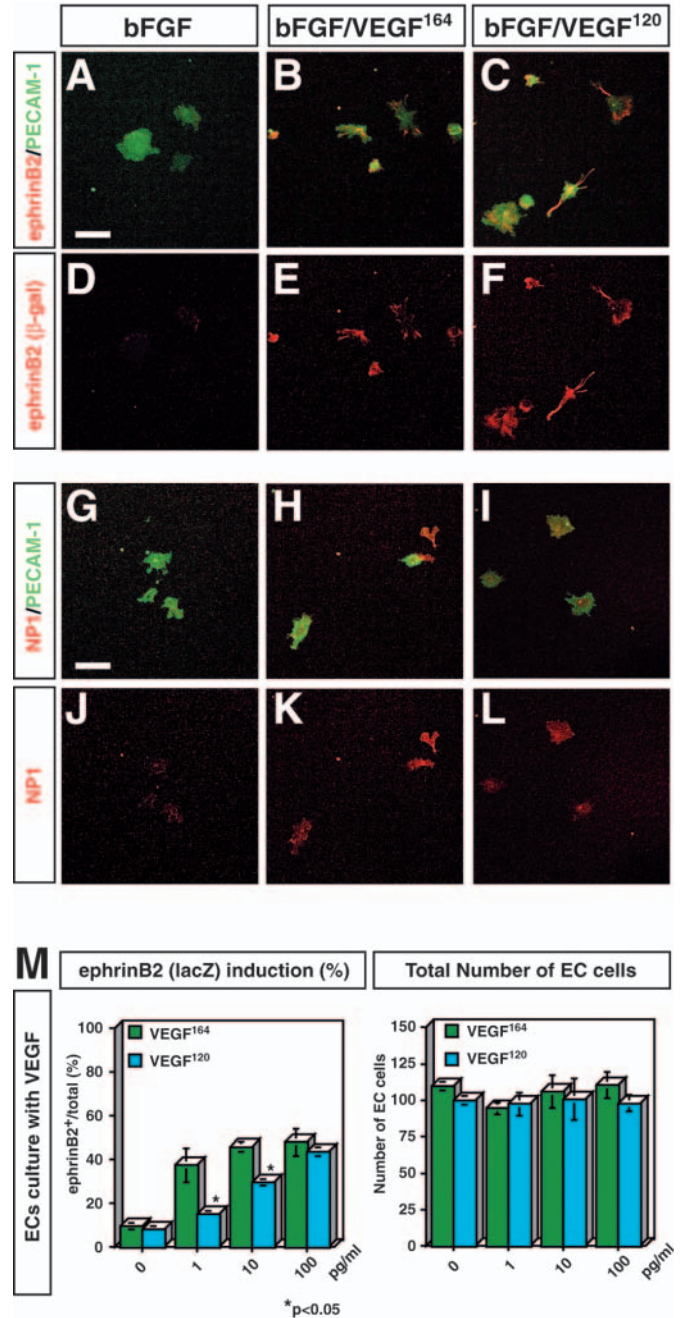 bFGF
bFGF/VEGF164
bFGF/VEGF120
ephrinB2/PECAM-1
A
B
C
ephrinB2 (β-gal)
D
E
F
NP1/PECAM-1
G
H
I
NP1
J
K
L
M
ephrinB2 (lacZ) induction (%)
Total Number of EC cells
ECs culture with VEGF
ephrinB2+/total (%)
100
80
60
40
20
0
VEGF164
VEGF120
*
*
0
1
10
100
pg/ml
Number of EC cells
150
125
100
75
50
25
0
VEGF164
VEGF120
0
1
10
100
pg/ml
*p<0.05